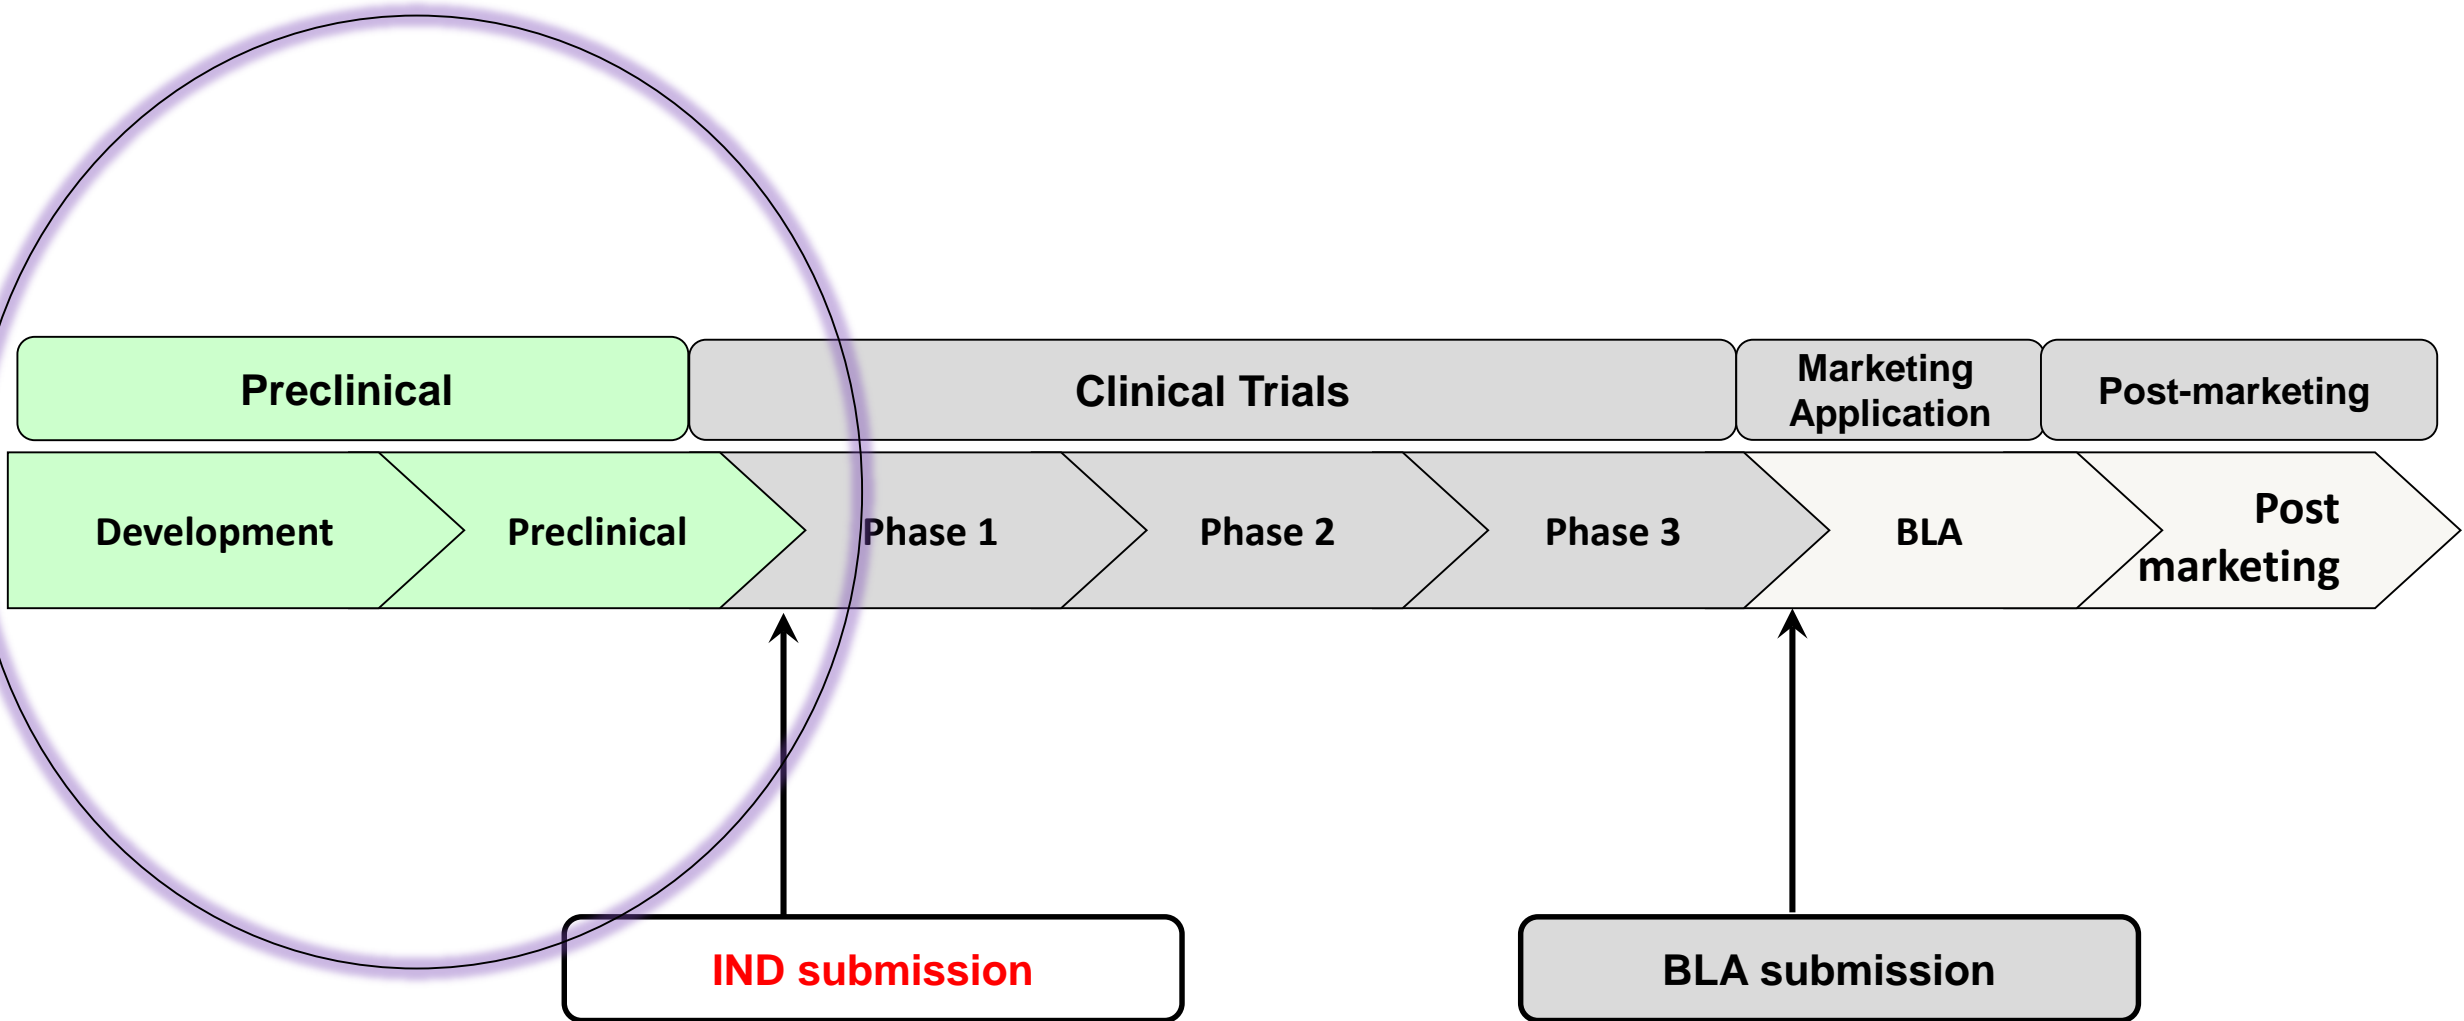 Preclinical
Clinical Trials
Marketing
Application
Post-marketing
Development
Preclinical
Phase 1
Phase 2
Phase 3
BLA
Post
marketing
IND submission
BLA submission